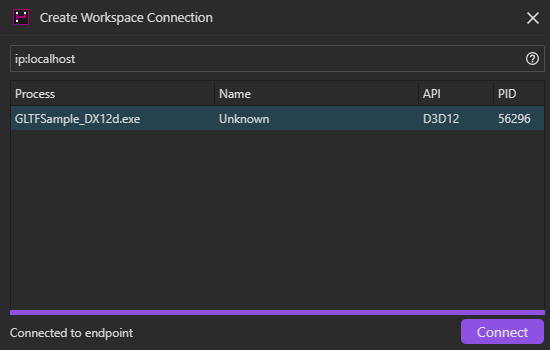 Create Workspace Connection
ip:localhost
Process Name API PID
GLTFSample_DX12d.exe Unknown D3D12 56296
Connected to endpoint Connect